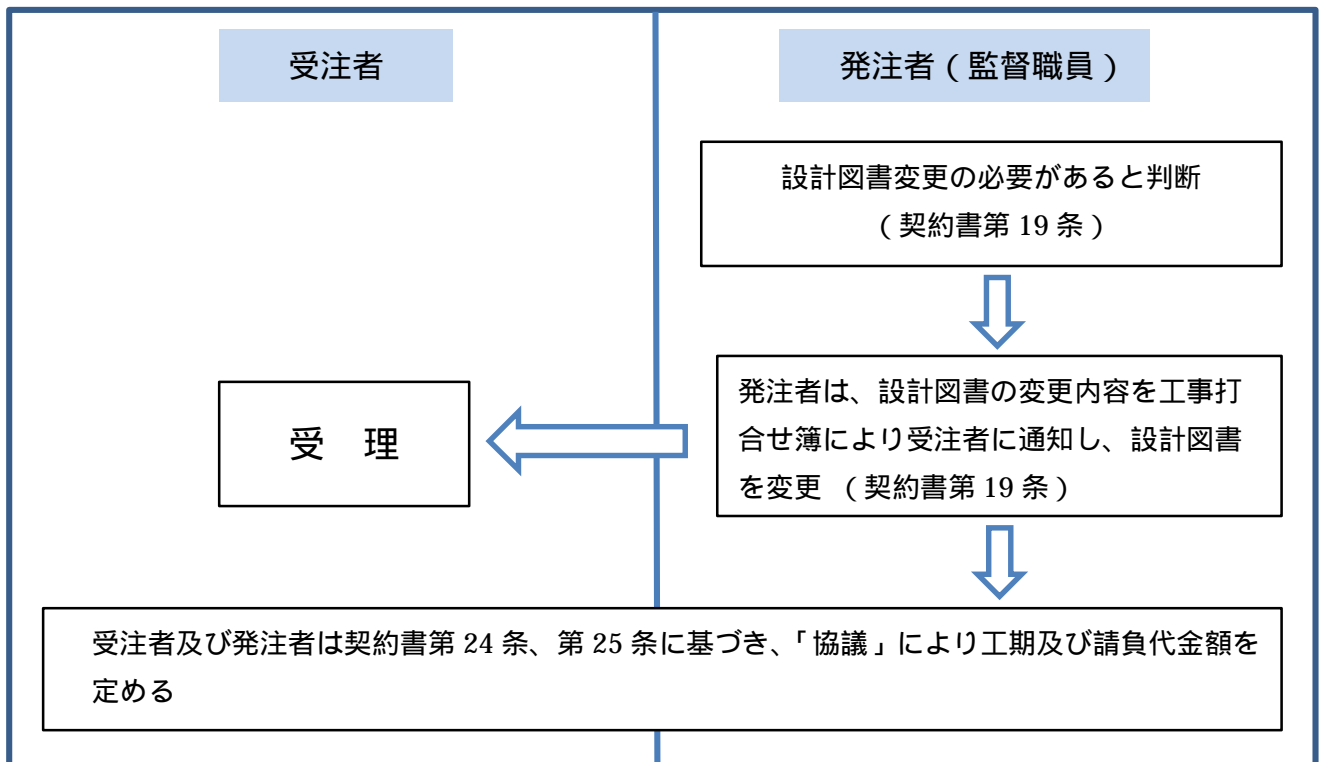 受注者
発注者（監督職員）
設計図書変更の必要があると判断
（契約書第 19 条）
発注者は、設計図書の変更内容を工事打
合せ簿により受注者に通知し、設計図書
を変更 （契約書第 19 条）
受 理
受注者及び発注者は契約書第 24 条、第 25 条に基づき、「協議」により工期及び請負代金額を
定める